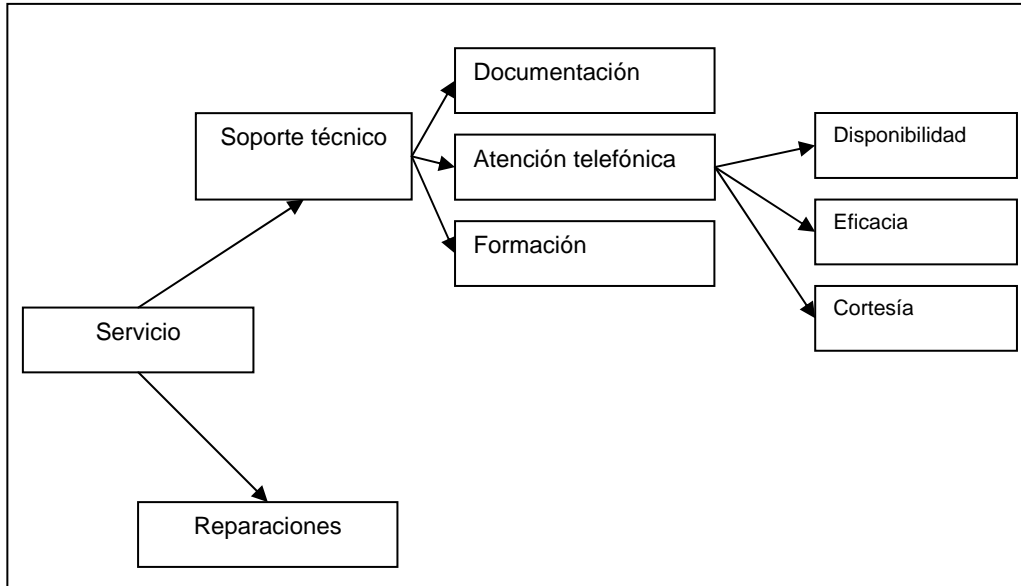 Documentación
Soporte técnico
Atención telefónica
Disponibilidad
Formación
Eficacia
Cortesía
Servicio
Reparaciones